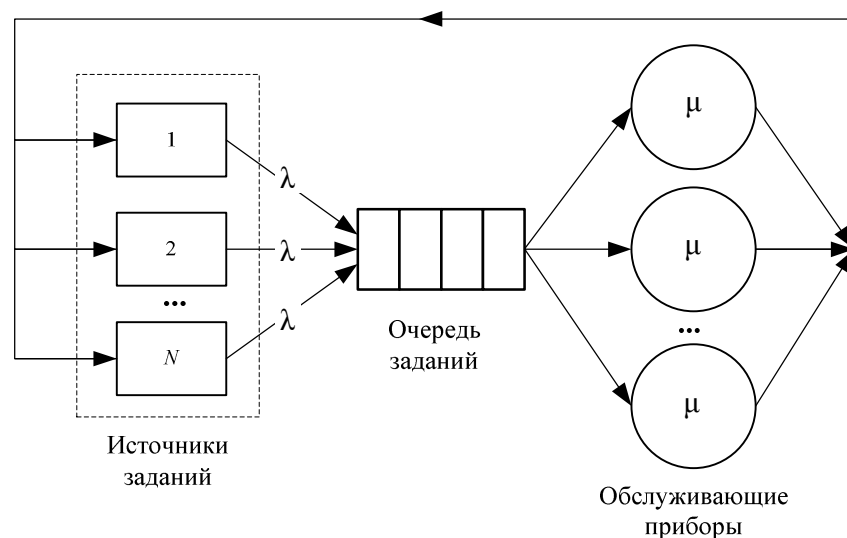 1
λ
2
λ
...
N
λ
Источники
заданий
Очередь
заданий
μ
μ
...
μ
Обслуживающие
приборы